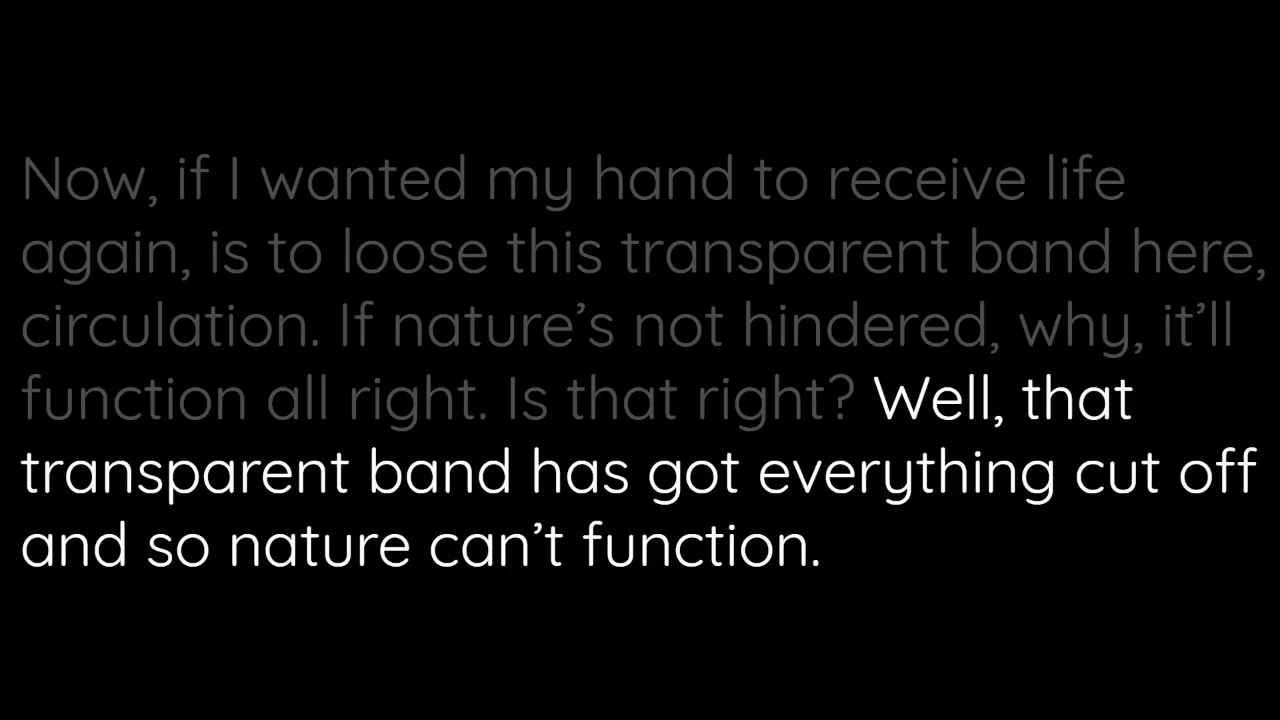 Now, if I wanted my hand to receive life
again, is to loose this transparent band here,
circulation. If nature’s not hindered, why, it’ll
function all right. Is that right? Well, that
transparent band has got everything cut off
and so nature can’t function.